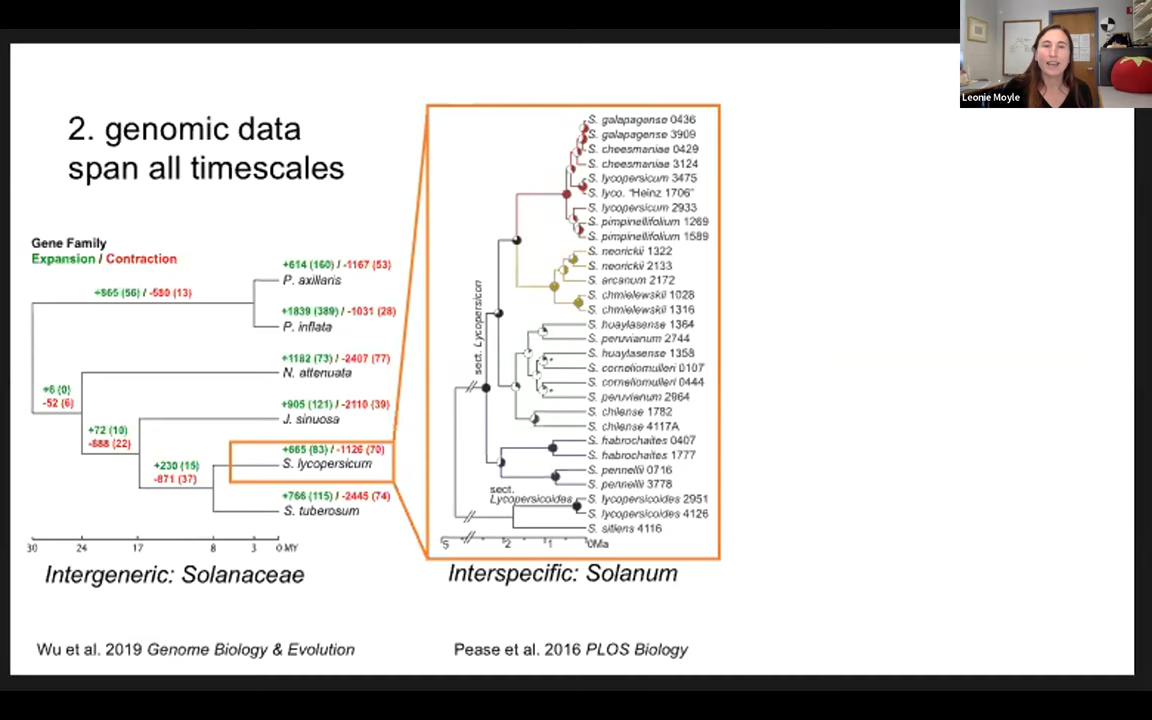 Leonie Moyle
2. genomic data
span all timescales
Gene Family
Expansion / Contraction
+614 (160) / -1167 (53)
P. axillaris
+865 (56) / -580 (13)
+1839 (389) / -1031 (28)
P. inflata
+1182 (73) / -2407 (77)
N. attenuata
+6 (0)
-52 (6)
+905 (121) / -2110 (39)
J. sinuosa
+72 (10)
-588 (22)
+665 (83) / -1126 (70)
S. lycopersicum
+230 (15)
-871 (37)
+766 (115) / -2445 (74)
S. tuberosum
30 24 17 8 3 0 MY
Intergeneric: Solanaceae
Wu et al. 2019 Genome Biology & Evolution
S. galapagense 0436
S. galapagense 3909
S. cheesmaniae 0429
S. cheesmaniae 3124
S. lycopersicum 3475
S. lyco. "Heinz 1706"
S. lycopersicum 2933
S. pimpinellifolium 1269
S. pimpinellifolium 1589
S. neorickii 1322
S. neorickii 2133
S. arcanum 2172
S. chmielewskii 1028
S. chmielewskii 1316
S. huaylasense 1364
S. peruvianum 2744
S. huaylasense 1358
S. corneliomulleri 0107
S. corneliomulleri 0444
S. peruvianum 2964
S. chilense 1782
S. chilense 4117A
S. habrochaites 0407
S. habrochaites 1777
S. pennellii 0716
S. pennellii 3778
S. lycopersicoides 2951
S. lycopersicoides 4126
S. sitiens 4116
sect. Lycopersicon
sect.
Lycopersicoides
5 2 1 0Ma
Interspecific: Solanum
Pease et al. 2016 PLOS Biology